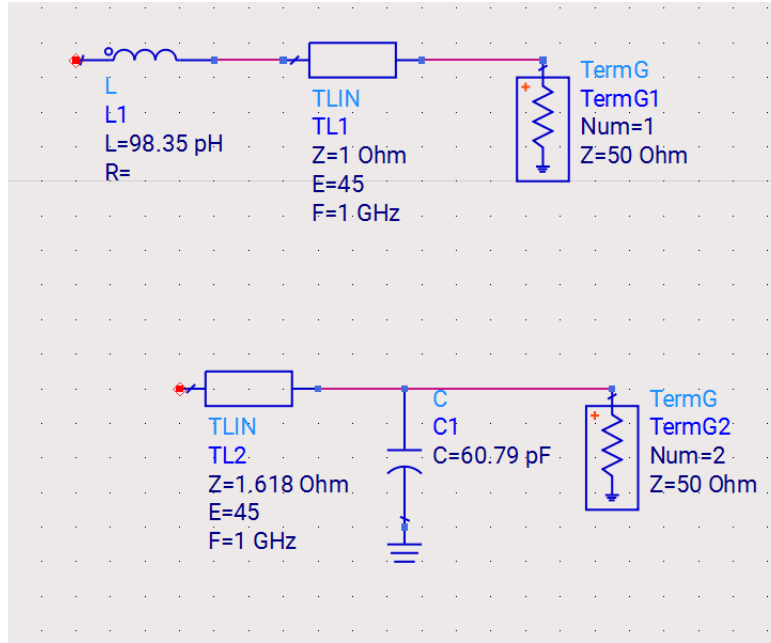 L
L1
L=98.35 pH
R=
TLIN
TL1
Z=1 Ohm
E=45
F=1 GHz
+
TermG
TermG1
Num=1
Z=50 Ohm
TLIN
TL2
Z=1.618 Ohm
E=45
F=1 GHz
C
C1
C=60.79 pF
+
TermG
TermG2
Num=2
Z=50 Ohm